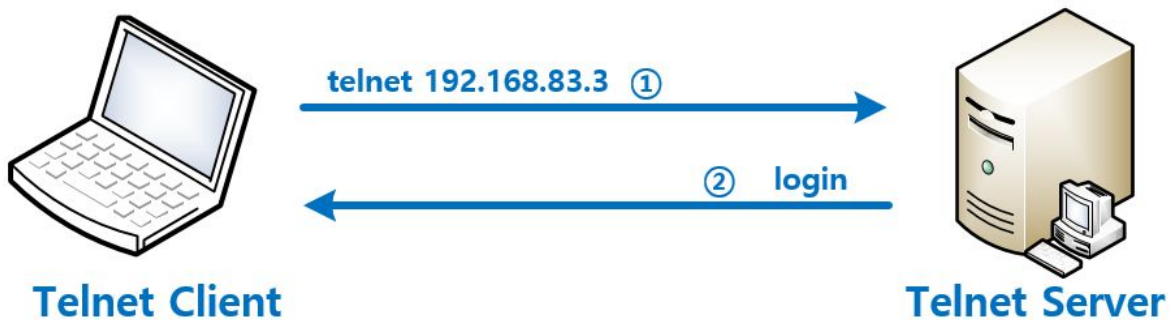 telnet 192.168.83.3 ①
② login
Telnet Client
Telnet Server